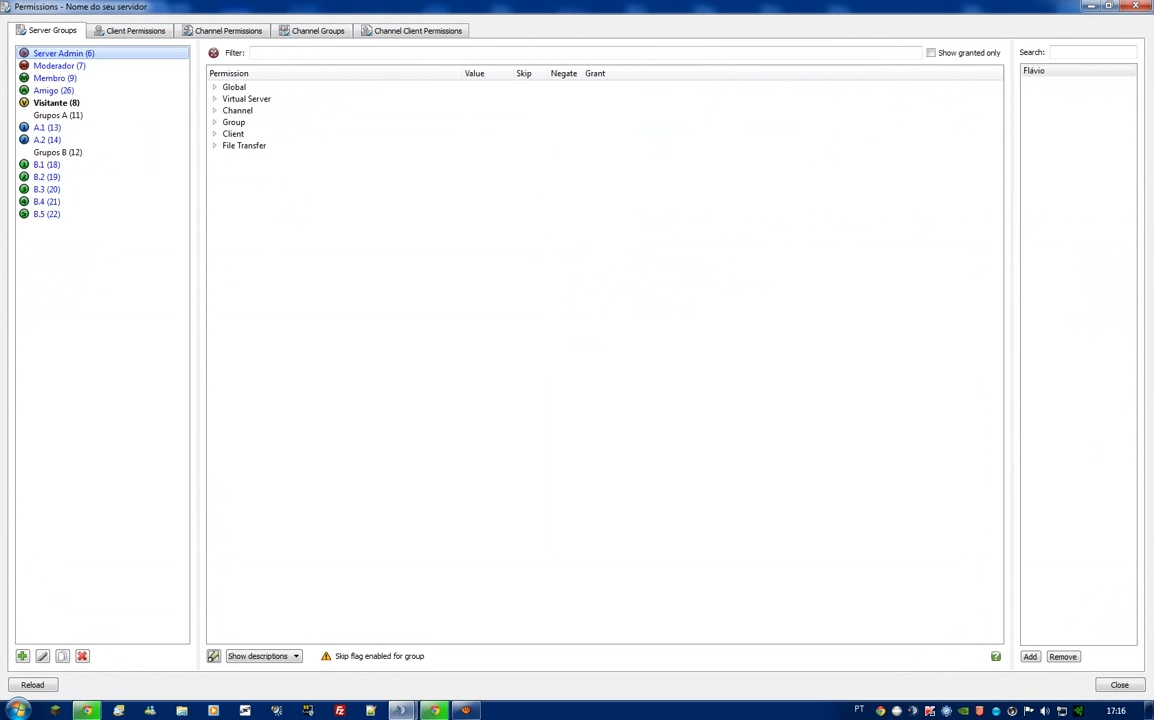 Permissions - Nome do seu servidor
Server Groups
Client Permissions
Channel Permissions
Channel Groups
Channel Client Permissions
Server Admin (6)
Moderador (7)
Membro (9)
Amigo (26)
Visitante (8)
Grupos A (11)
A.1 (13)
A.2 (14)
Grupos B (12)
B.1 (18)
B.2 (19)
B.3 (20)
B.4 (21)
B.5 (22)
Filter:
Show granted only
Permission Value Skip Negate Grant
Global
Virtual Server
Channel
Group
Client
File Transfer
Search:
Flávio
Show descriptions
Skip flag enabled for group
Add
Remove
Reload
Close
PT
17:16